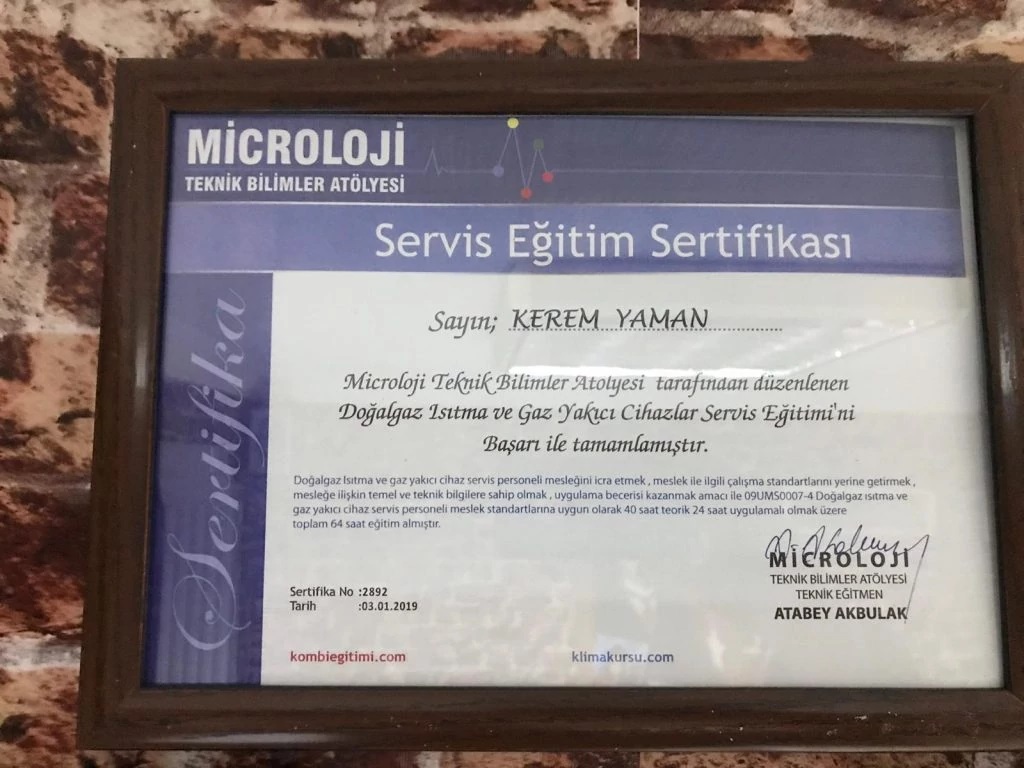 MİCROLOJİ
TEKNİK BİLİMLER ATÖLYESİ
Servis Eğitim Sertifikası
Sertifika
Sayın; KEREM YAMAN
Microloji Teknik Bilimler Atölyesi tarafından düzenlenen
Doğalgaz Isıtma ve Gaz Yakıcı Cihazlar Servis Eğitimi'ni
Başarı ile tamamlamıştır.
Doğalgaz Isıtma ve gaz yakıcı cihaz servis personeli mesleğini icra etmek , meslek ile ilgili çalışma standartlarını yerine getirmek ,
mesleğe ilişkin temel ve teknik bilgilere sahip olmak , uygulama becerisi kazanmak amacı ile 09UMS0007-4 Doğalgaz ısıtma ve
gaz yakıcı cihaz servis personeli meslek standartlarına uygun olarak 40 saat teorik 24 saat uygulamalı olmak üzere
toplam 64 saat eğitim almıştır.
MİCROLOJİ
TEKNİK BİLİMLER ATÖLYESİ
TEKNİK EĞİTMEN
ATABEY AKBULAK
Sertifika No :2892
Tarih :03.01.2019
kombiegitimi.com
klimakursu.com